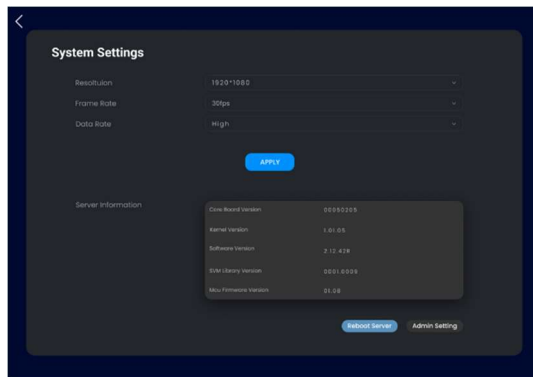 System Settings
Resoltuion 1920*1080
Frame Rate 30fps
Data Rate High
APPLY
Server Information
Core Board Version 00050205
Kernel Version 1.01.05
Software Version 2.12.428
SVM Library Version 0001.0009
Mcu Firmware Version 01.08
Reboot Server Admin Setting